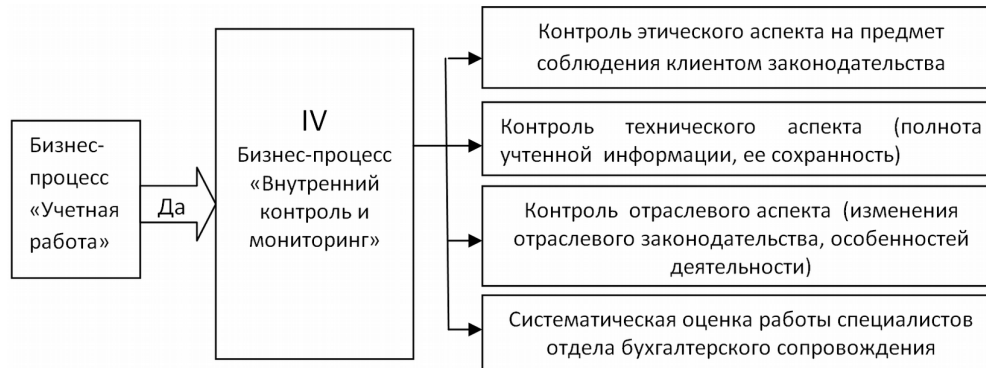 Бизнес-
процесс
«Учетная
работа»
Да
IV
Бизнес-процесс
«Внутренний
контроль и
мониторинг»
Контроль этического аспекта на предмет
соблюдения клиентом законодательства
Контроль технического аспекта (полнота
учтенной информации, ее сохранность)
Контроль отраслевого аспекта (изменения
отраслевого законодательства, особенностей
деятельности)
Систематическая оценка работы специалистов
отдела бухгалтерского сопровождения